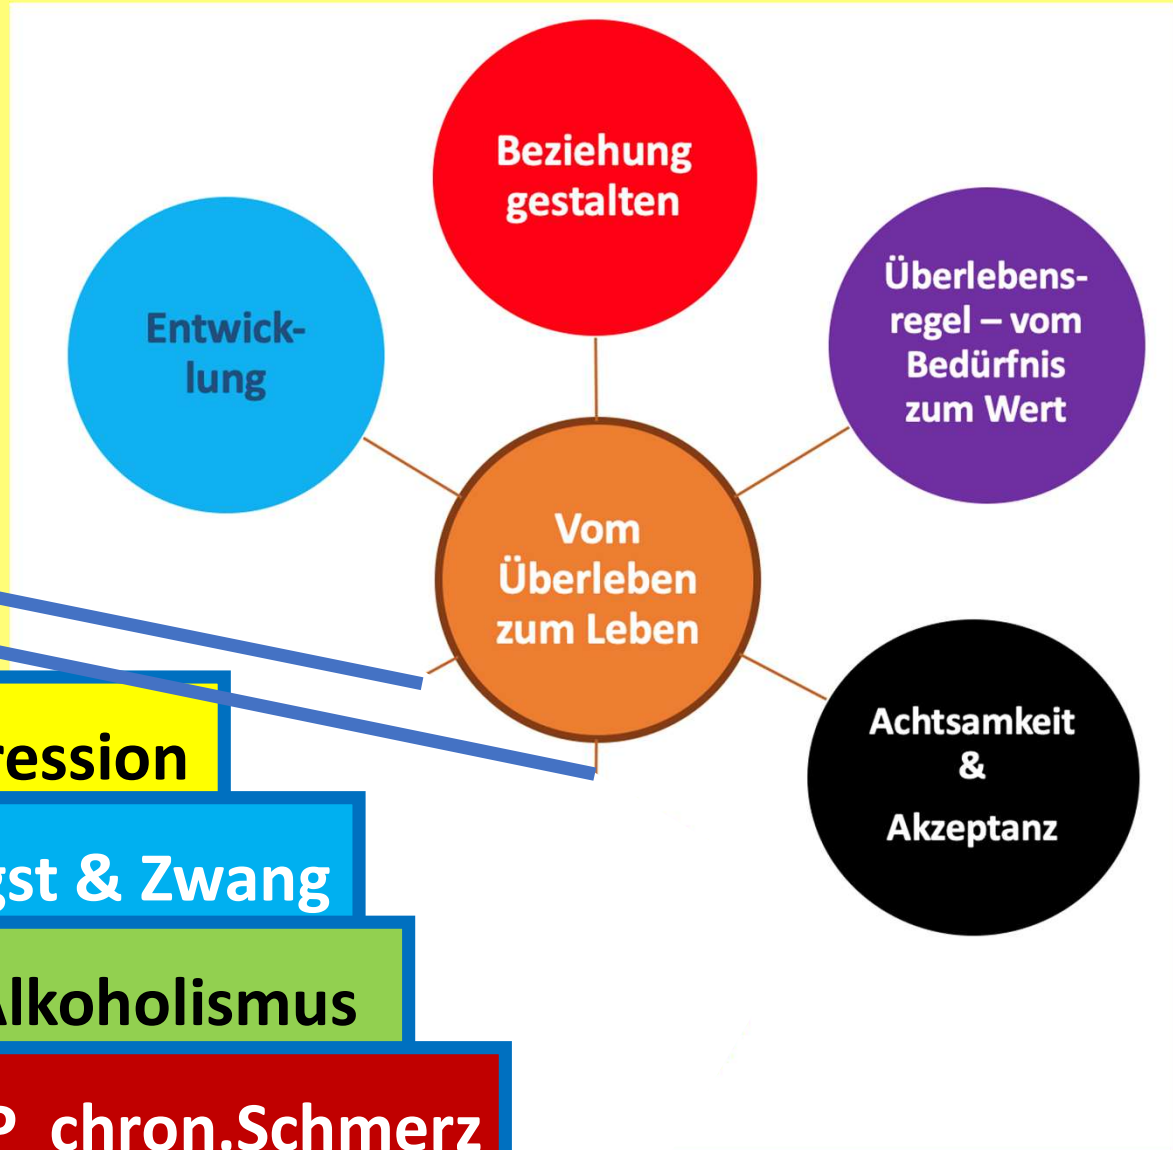 Beziehung
gestalten
Entwick-
lung
Überlebens-
regel – vom
Bedürfnis
zum Wert
Vom
Überleben
zum Leben
Achtsamkeit
&
Akzeptanz
ression
gst & Zwang
Alkoholismus
P chron.Schmerz